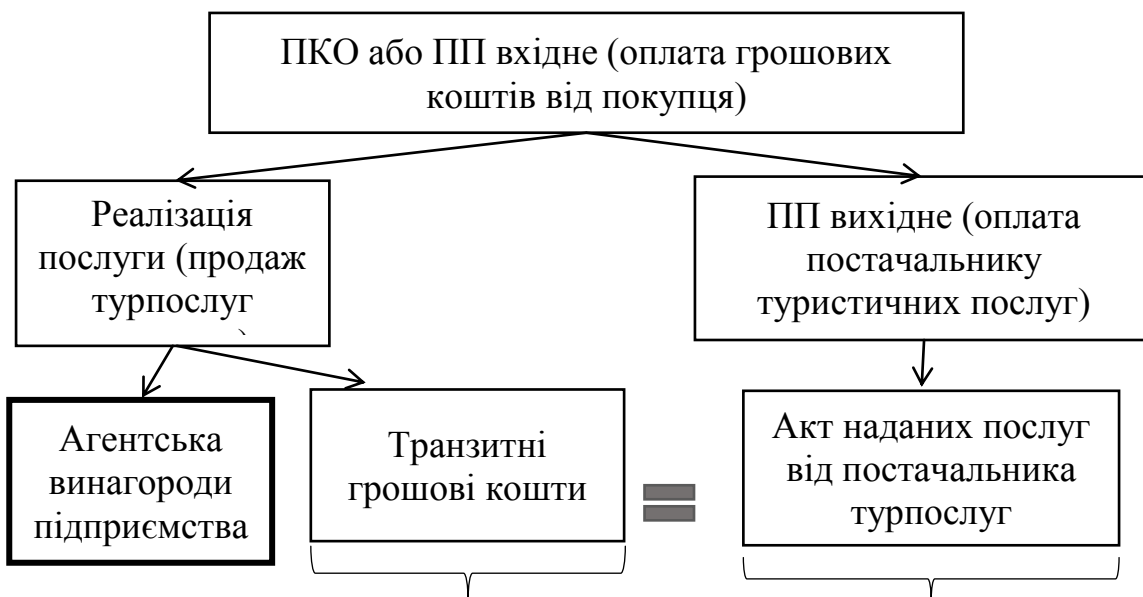 ПКО або ПП вхідне (оплата грошових
коштів від покупця)
Реалізація
послуги (продаж
турпослуг
)
ПП вихідне (оплата
постачальнику
туристичних послуг)
Агентська
винагороди
підприємства
Транзитні
грошові кошти
=
Акт наданих послуг
від постачальника
турпослуг